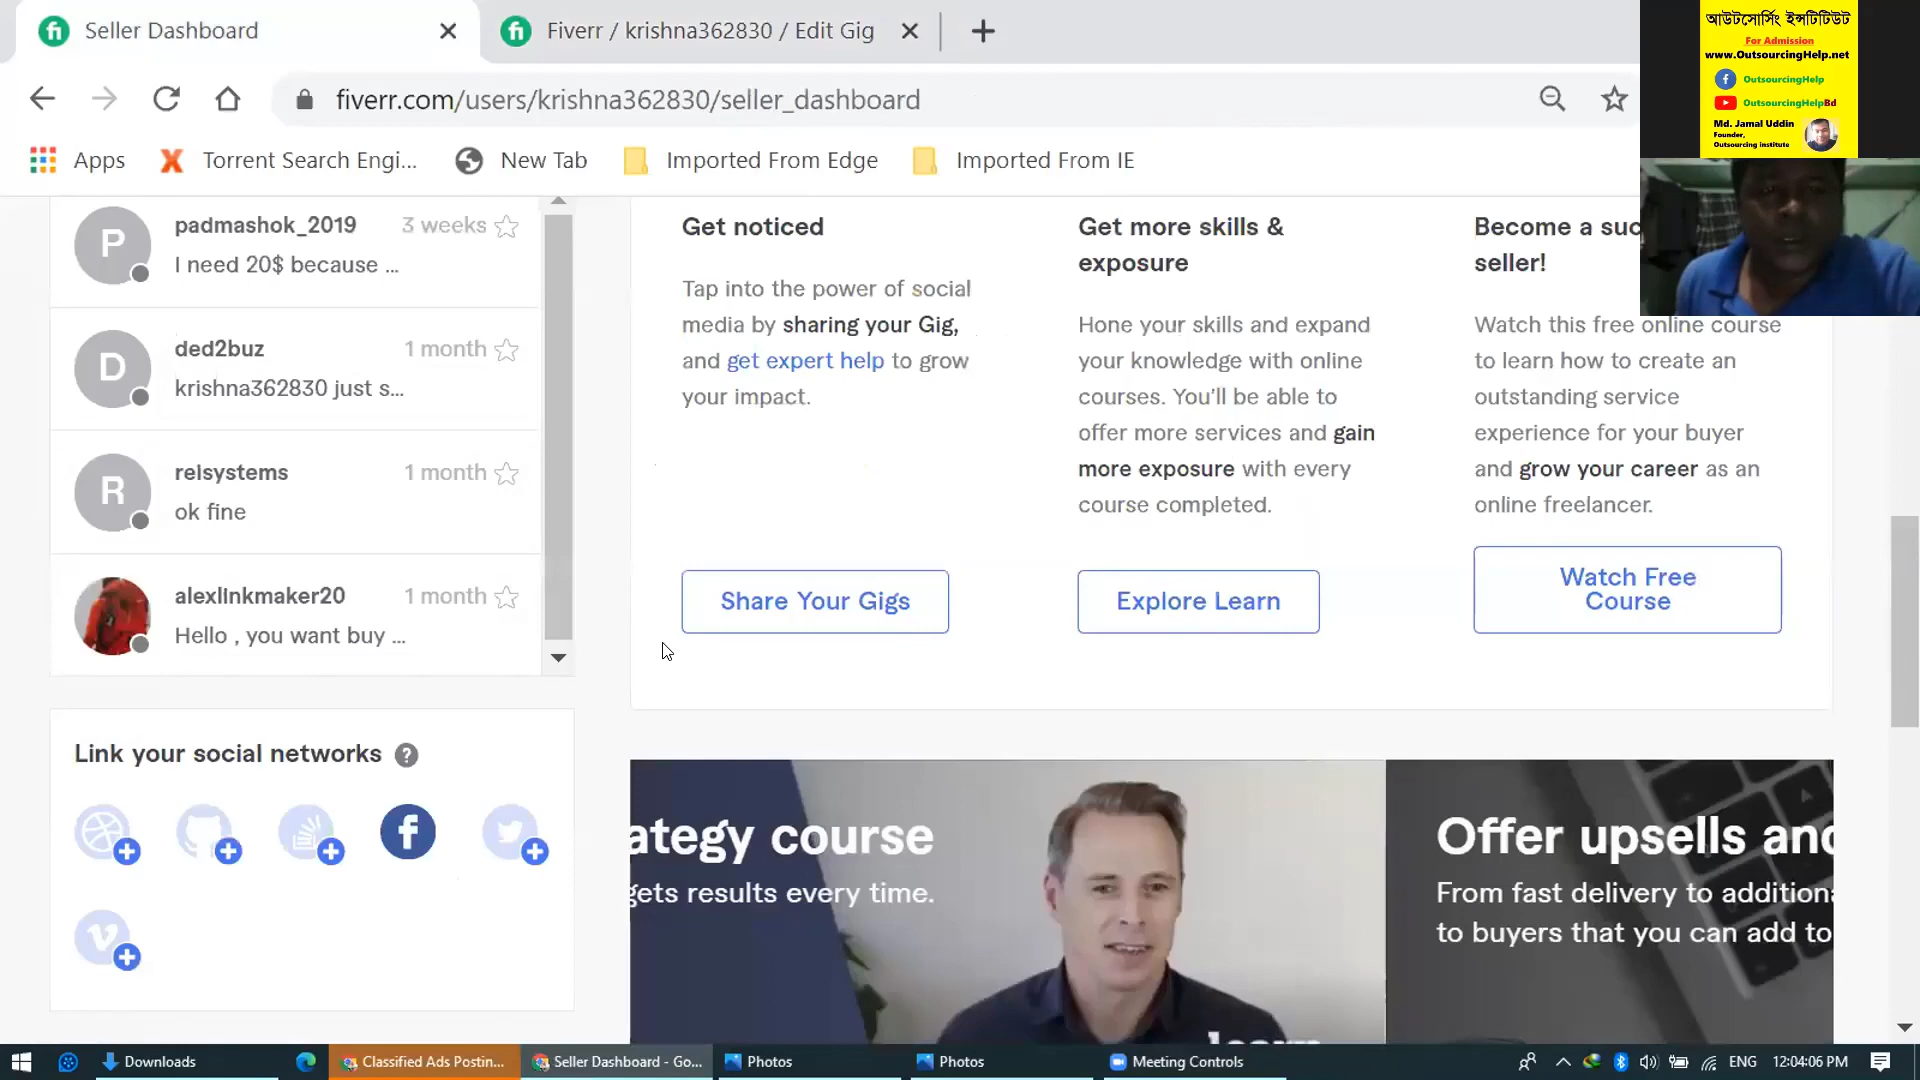 Seller Dashboard
Fiverr / krishna362830 / Edit Gig
fiverr.com/users/krishna362830/seller_dashboard
Apps
Torrent Search Engi...
New Tab
Imported From Edge
Imported From IE
আউটসোর্সিং ইন্সটিটিউট
For Admission
www.OutsourcingHelp.net
OutsourcingHelp
OutsourcingHelpBd
Md. Jamal Uddin
Founder,
Outsourcing institute
P
padmashok_2019
3 weeks
I need 20$ because ...
D
ded2buz
1 month
krishna362830 just s...
R
relsystems
1 month
ok fine
alexlinkmaker20
1 month
Hello , you want buy ...
Link your social networks
Get noticed
Tap into the power of social
media by sharing your Gig,
and get expert help to grow
your impact.
Share Your Gigs
Get more skills &
exposure
Hone your skills and expand
your knowledge with online
courses. You'll be able to
offer more services and gain
more exposure with every
course completed.
Explore Learn
Become a suc
seller!
Watch this free online course
to learn how to create an
outstanding service
experience for your buyer
and grow your career as an
online freelancer.
Watch Free
Course
ategy course
gets results every time.
learn
Offer upsells and
From fast delivery to additiona
to buyers that you can add to
Downloads
Classified Ads Postin...
Seller Dashboard - Go...
Photos
Photos
Meeting Controls
ENG
12:04:06 PM